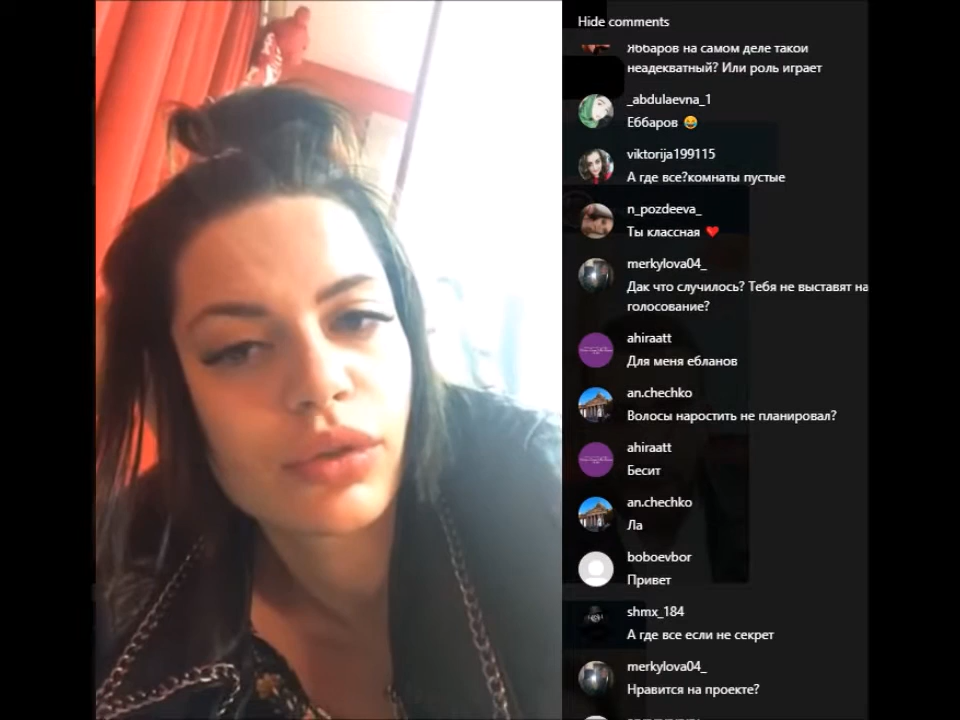 Hide comments
Яббаров на самом деле такой
неадекватный? Или роль играет
_abdulaevna_1
Еббаров 😂
viktorija199115
А где все?комнаты пустые
n_pozdeeva_
Ты классная ❤️
merkylova04_
Дак что случилось? Тебя не выставят на
голосование?
ahiraatt
Для меня ебланов
an.chechko
Волосы наростить не планировал?
ahiraatt
Бесит
an.chechko
Ла
boboevbor
Привет
shmx_184
А где все если не секрет
merkylova04_
Нравится на проекте?